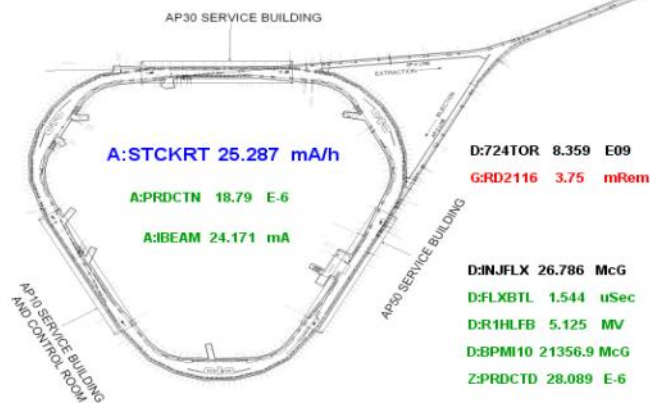 AP30 SERVICE BUILDING
EXTRACTION
INJECTION
A:STCKRT 25.287 mA/h
A:PRDCTN 18.79 E-6
A:IBEAM 24.171 mA
D:724TOR 8.359 E09
G:RD2116 3.75 mRem
AP50 SERVICE BUILDING
AP10 SERVICE BUILDING
AND CONTROL ROOM
D:INJFLX 26.786 McG
D:FLXBTL 1.544 uSec
D:R1HLFB 5.125 MV
D:BPMI10 21356.9 McG
Z:PRDCTD 28.089 E-6